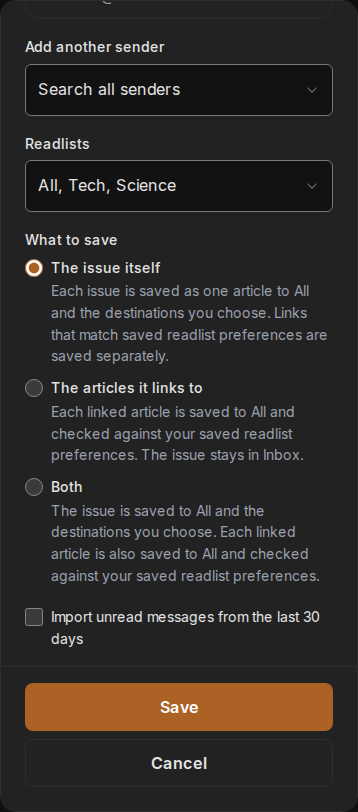 Add another sender
Search all senders
Readlists
All, Tech, Science
What to save
The issue itself
Each issue is saved as one article to All
and the destinations you choose. Links
that match saved readlist preferences are
saved separately.
The articles it links to
Each linked article is saved to All and
checked against your saved readlist
preferences. The issue stays in Inbox.
Both
The issue is saved to All and the
destinations you choose. Each linked
article is also saved to All and checked
against your saved readlist preferences.
Import unread messages from the last 30
days
Save
Cancel